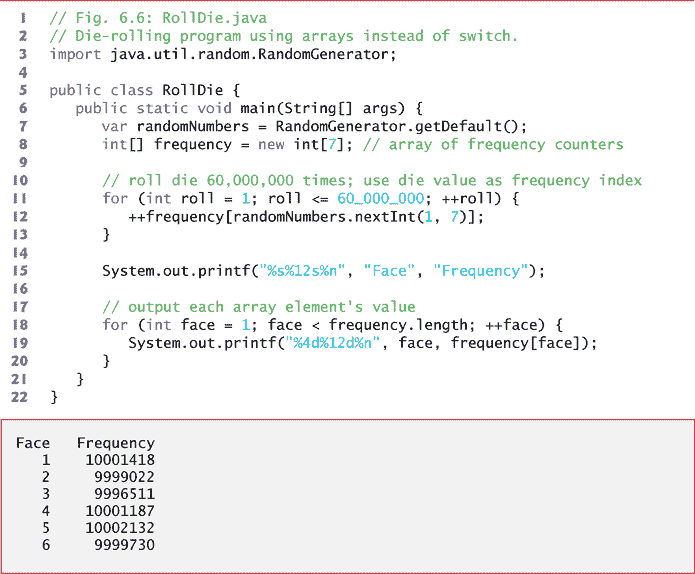 1 // Fig. 6.6: RollDie.java
2 // Die-rolling program using arrays instead of switch.
3 import java.util.random.RandomGenerator;
4
5 public class RollDie {
6    public static void main(String[] args) {
7       var randomNumbers = RandomGenerator.getDefault();
8       int[] frequency = new int[7]; // array of frequency counters
9
10       // roll die 60,000,000 times; use die value as frequency index
11       for (int roll = 1; roll <= 60_000_000; ++roll) {
12          ++frequency[randomNumbers.nextInt(1, 7)];
13       }
14
15       System.out.printf("%s%12s%n", "Face", "Frequency");
16
17       // output each array element's value
18       for (int face = 1; face < frequency.length; ++face) {
19          System.out.printf("%4d%12d%n", face, frequency[face]);
20       }
21    }
22 }
Face   Frequency
   1    10001418
   2     9999022
   3     9996511
   4    10001187
   5    10002132
   6     9999730